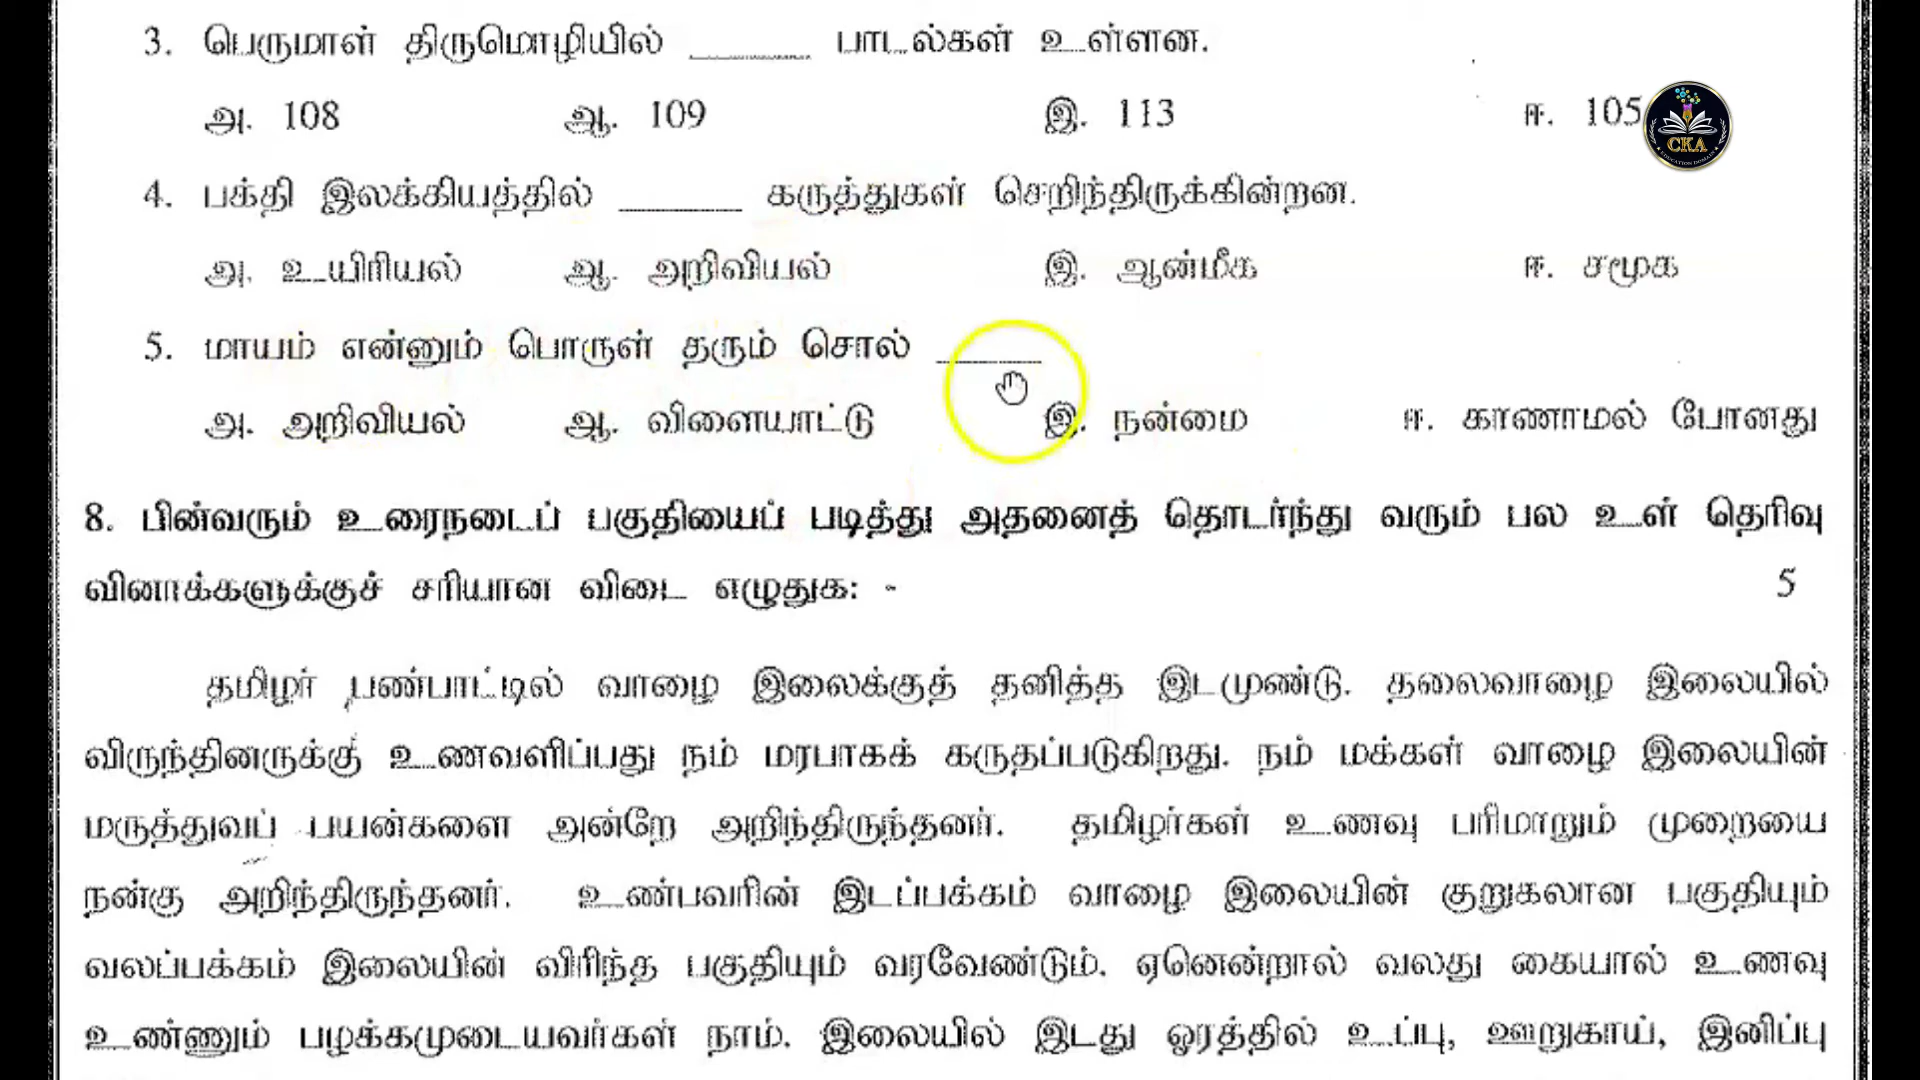 3. பெருமாள் திருமொழியில் ________ பாடல்கள் உள்ளன.
அ. 108 ஆ. 109 இ. 113 ஈ. 105
CKA
4. பக்தி இலக்கியத்தில் ________ கருத்துகள் செறிந்திருக்கின்றன.
அ. உயிரியல் ஆ. அறிவியல் இ. ஆன்மீக ஈ. சமூக
5. மாயம் என்னும் பொருள் தரும் சொல் _______
அ. அறிவியல் ஆ. விளையாட்டு இ. நன்மை ஈ. காணாமல் போனது
8. பின்வரும் உரைநடைப் பகுதியைப் படித்து அதனைத் தொடர்ந்து வரும் பல உள் தெரிவு
வினாக்களுக்குச் சரியான விடை எழுதுக: - 5
தமிழர் பண்பாட்டில் வாழை இலைக்குத் தனித்த இடமுண்டு. தலைவாழை இலையில்
விருந்தினருக்கு உணவளிப்பது நம் மரபாகக் கருதப்படுகிறது. நம் மக்கள் வாழை இலையின்
மருத்துவப் பயன்களை அன்றே அறிந்திருந்தனர். தமிழர்கள் உணவு பரிமாறும் முறையை
நன்கு அறிந்திருந்தனர். உண்பவரின் இடப்பக்கம் வாழை இலையின் குறுகலான பகுதியும்
வலப்பக்கம் இலையின் விரிந்த பகுதியும் வரவேண்டும். ஏனென்றால் வலது கையால் உணவு
உண்ணும் பழக்கமுடையவர்கள் நாம். இலையில் இடது ஓரத்தில் உப்பு, ஊறுகாய், இனிப்பு